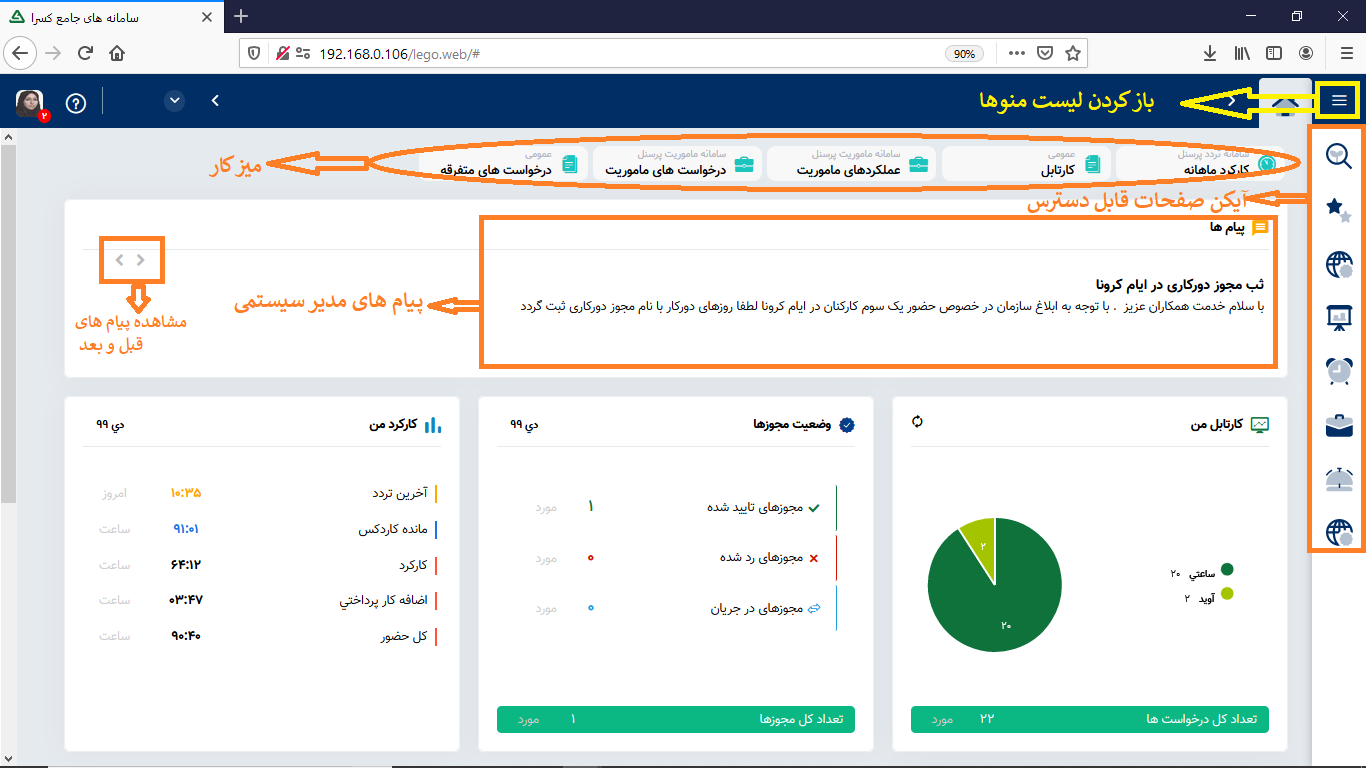 سامانه های جامع کسرا
192.168.0.106/lego.web/#
90%
۲
باز کردن لیست منوها
میز کار
سامانه تردد پرسنل
کارکرد ماهانه
عمومی
کارتابل
سامانه ماموریت پرسنل
عملکردهای ماموریت
سامانه ماموریت پرسنل
درخواست های ماموریت
عمومی
درخواست های متفرقه
آیکن صفحات قابل دسترس
پیام ها
ثب مجوز دورکاری در ایام کرونا
با سلام خدمت همکاران عزیز . با توجه به ابلاغ سازمان در خصوص حضور یک سوم کارکنان در ایام کرونا لطفا روزهای دورکار با نام مجوز دورکاری ثبت گردد
پیام های مدیر سیستمی
مشاهده پیام های
قبل و بعد
کارتابل من
ساعتي ۲۰
آوید ۲
۲
۲۰
تعداد کل درخواست ها ۲۲ مورد
وضعیت مجوزها دي ۹۹
مجوزهای تایید شده ۱ مورد
مجوزهای رد شده ۰ مورد
مجوزهای در جریان ۰ مورد
تعداد کل مجوزها ۱ مورد
کارکرد من دي ۹۹
آخرین تردد ۱۰:۳۵ امروز
مانده کاردکس ۹۱:۰۱ ساعت
کارکرد ۶۴:۱۲ ساعت
اضافه کار پرداختي ۰۳:۴۷ ساعت
کل حضور ۹۰:۴۰ ساعت